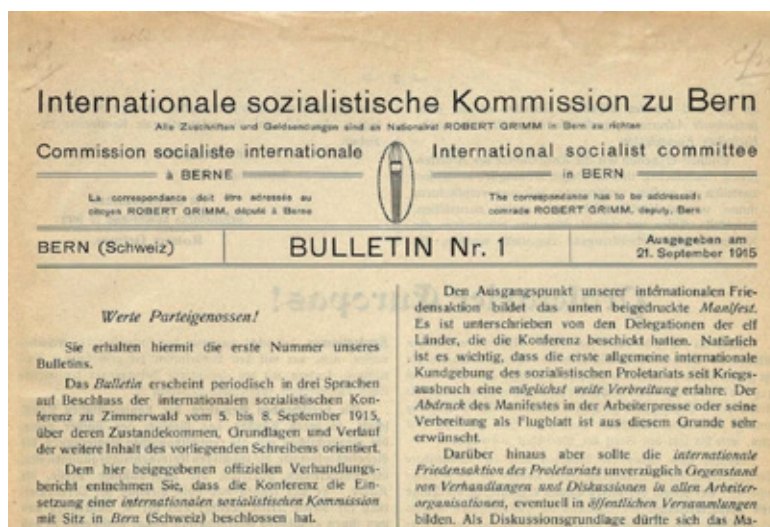 Internationale sozialistische Kommission zu Bern
Alle Zuschriften und Geldsendungen sind an Nationalrat ROBERT GRIMM in Bern zu richten
Commission socialiste internationale
à BERNE
La correspondance doit être adressée au
citoyen ROBERT GRIMM, député à Berne
International socialist committee
in BERN
The correspondance has to be addressed:
comrade ROBERT GRIMM, deputy, Bern
BERN (Schweiz)
BULLETIN Nr. 1
Ausgegeben am
21. September 1915
Werte Parteigenossen!
Sie erhalten hiermit die erste Nummer unseres
Bulletins.
Das Bulletin erscheint periodisch in drei Sprachen
auf Beschluss der internationalen sozialistischen Kon-
ferenz zu Zimmerwald vom 5. bis 8. September 1915,
über deren Zustandekommen, Grundlagen und Verlauf
der weitere Inhalt des vorliegenden Schreibens orientiert.
Dem hier beigegebenen offiziellen Verhandlungs-
bericht entnehmen Sie, dass die Konferenz die Ein-
setzung einer internationalen sozialistischen Kommission
mit Sitz in Bern (Schweiz) beschlossen hat.
Den Ausgangspunkt unserer internationalen Frie-
densaktion bildet das unten beigedruckte Manifest.
Es ist unterschrieben von den Delegationen der elf
Länder, die die Konferenz beschickt hatten. Natürlich
ist es wichtig, dass die erste allgemeine internationale
Kundgebung des sozialistischen Proletariats seit Kriegs-
ausbruch eine möglichst weite Verbreitung erfahre. Der
Abdruck des Manifestes in der Arbeiterpresse oder seine
Verbreitung als Flugblatt ist aus diesem Grunde sehr
erwünscht.
Darüber hinaus aber sollte die internationale
Friedensaktion des Proletariats unverzüglich Gegenstand
von Verhandlungen und Diskussionen in allen Arbeiter-
organisationen, eventuell in öffentlichen Versammlungen
bilden. Als Diskussionsgrundlage dürfte sich das Ma-